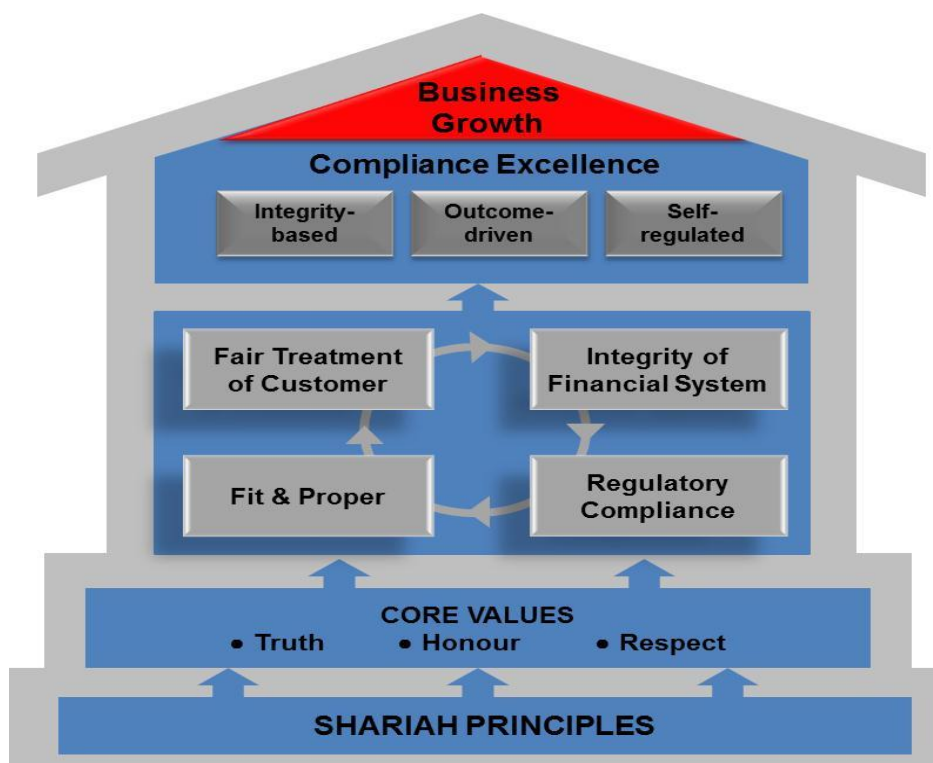 Business
Growth
Compliance Excellence
Integrity-
based
Outcome-
driven
Self-
regulated
Fair Treatment
of Customer
Integrity of
Financial System
Fit & Proper
Regulatory
Compliance
CORE VALUES
• Truth • Honour • Respect
SHARIAH PRINCIPLES